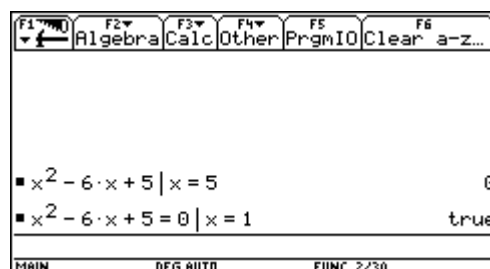 F1 F2 F3 F4 F5 F6
Algebra Calc Other PrgmIO Clear a-z…
x² - 6·x + 5 | x = 5 0
x² - 6·x + 5 = 0 | x = 1 true
MAIN DEG AUTO FUNC 2/30